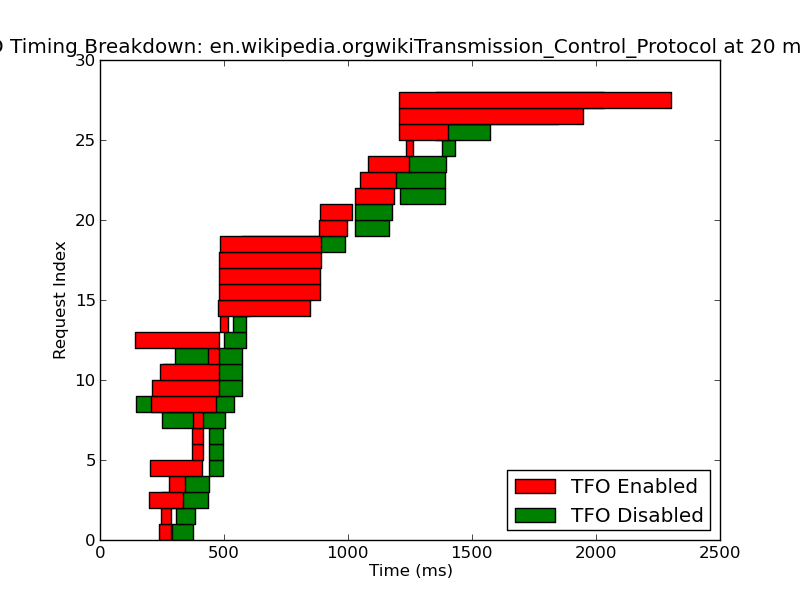 Timing Breakdown: en.wikipedia.orgwikiTransmission_Control_Protocol at 20 m
30
25
20
15
10
5
0
Request Index
0 500 1000 1500 2000 2500
Time (ms)
TFO Enabled
TFO Disabled